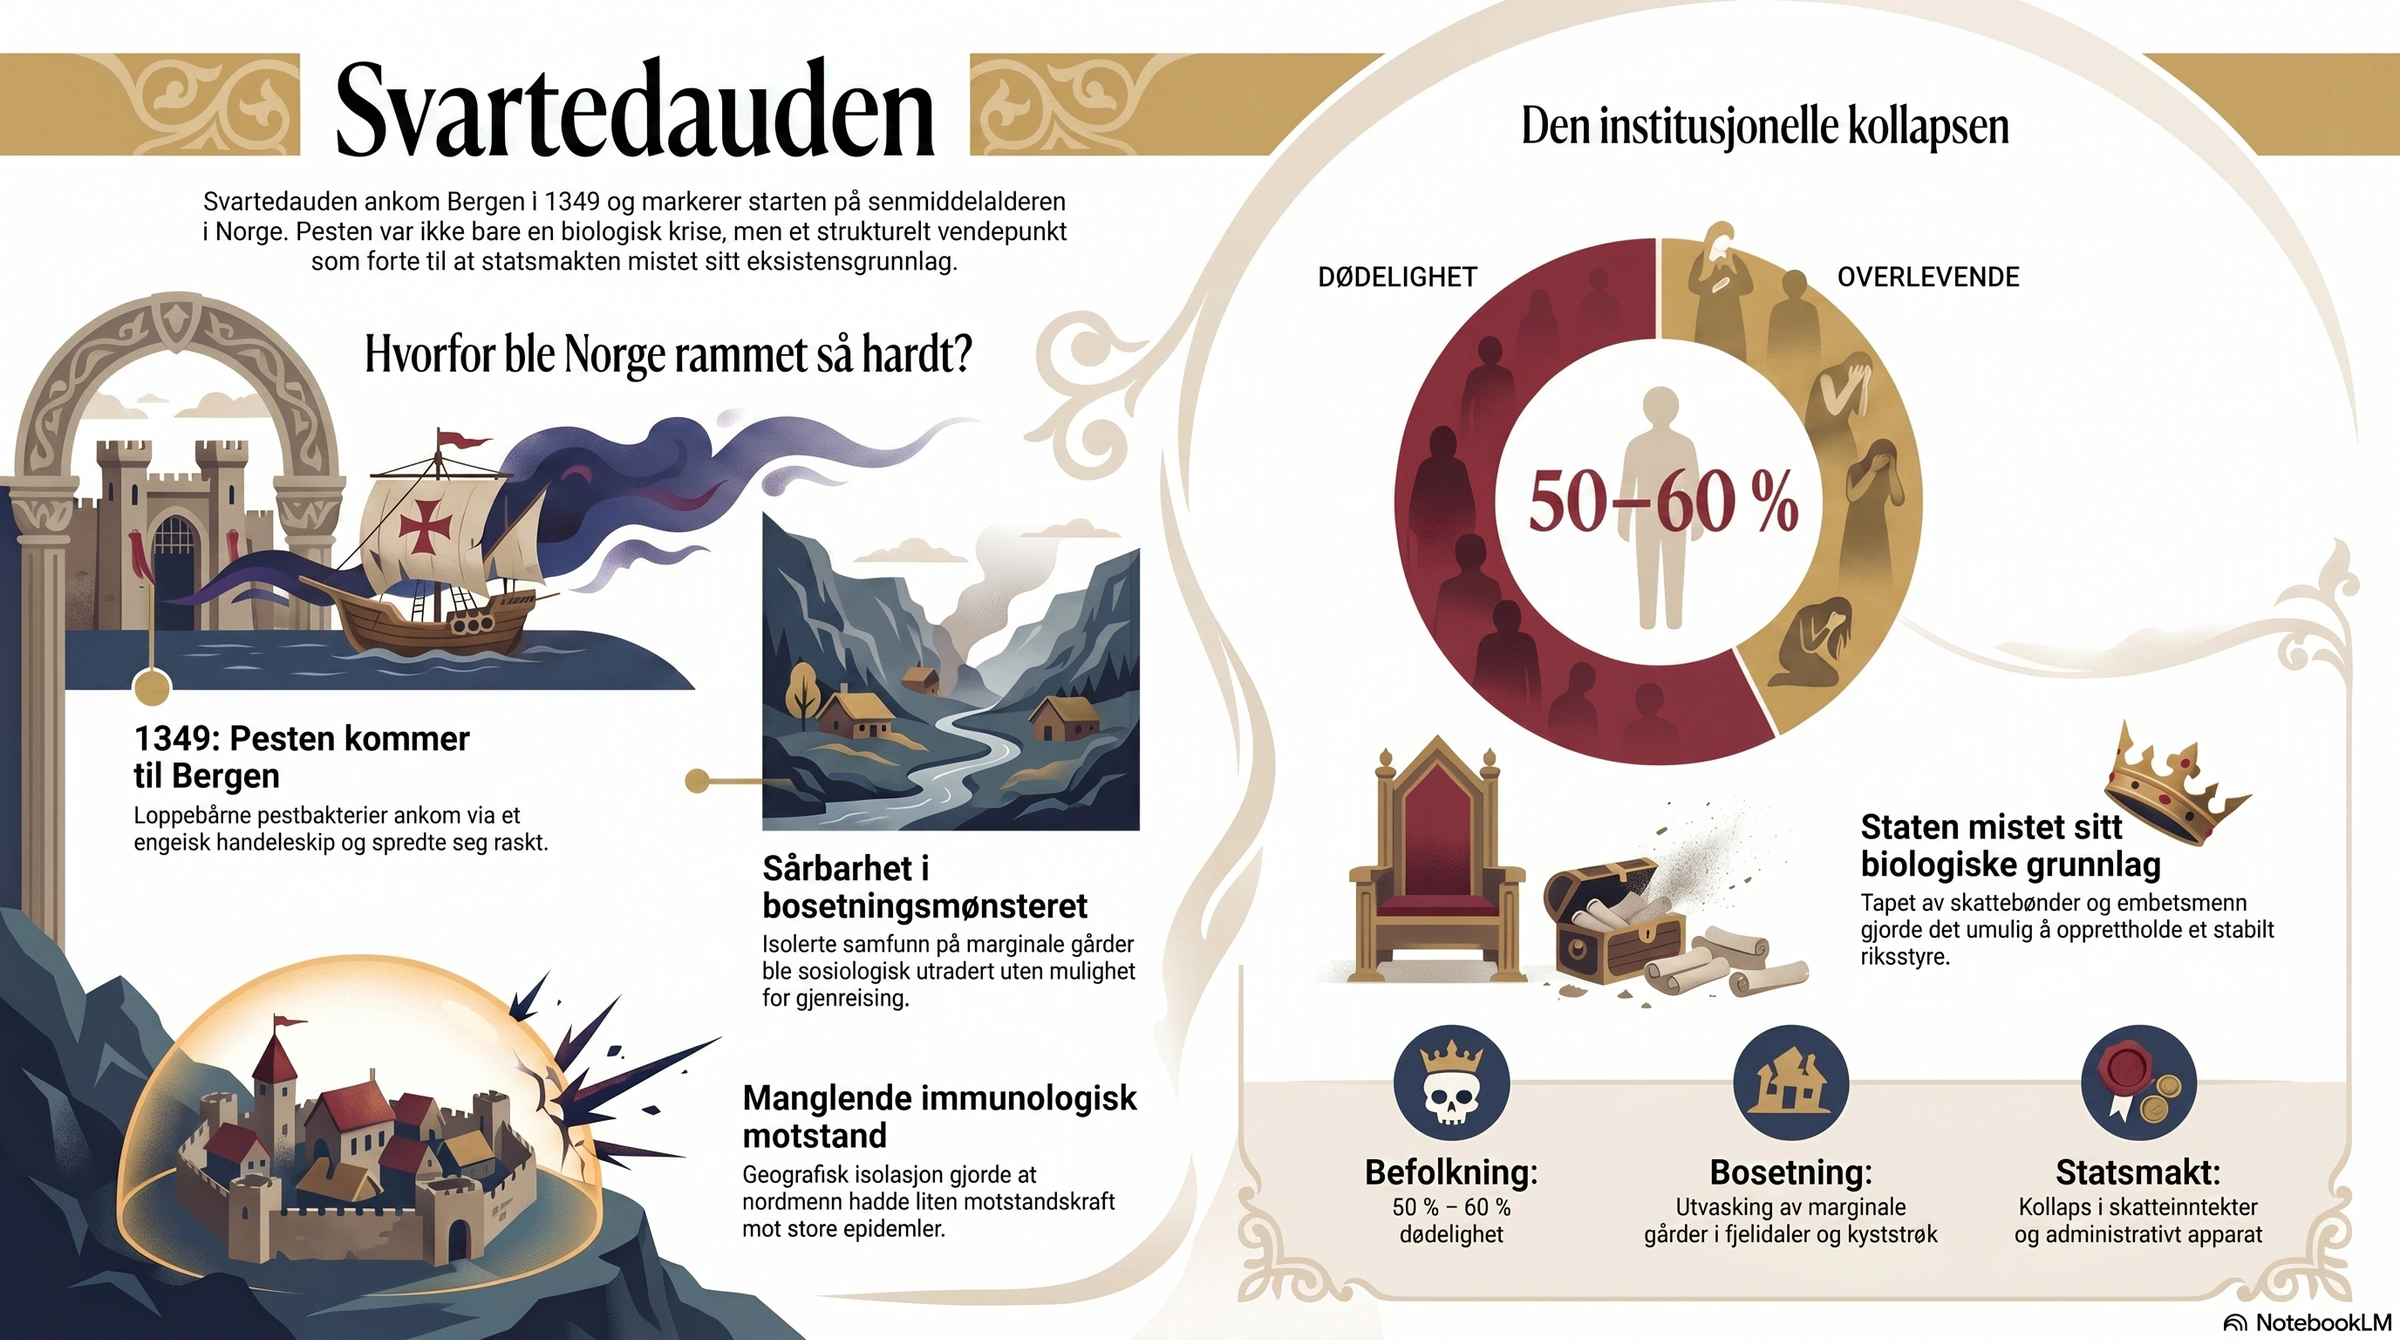 Svartedauden
Svartedauden ankom Bergen i 1349 og markerer starten på senmiddelalderen
i Norge. Pesten var ikke bare en biologisk krise, men et strukturelt vendepunkt
som forte til at statsmakten mistet sitt eksistensgrunnlag.
Hvorfor ble Norge rammet så hardt?
1349: Pesten kommer
til Bergen
Loppebårne pestbakterier ankom via et
engeisk handeleskip og spredte seg raskt.
Sårbarhet i
bosetningsmønsteret
Isolerte samfunn på marginale gårder
ble sosiologisk utradert uten mulighet
for gjenreising.
Manglende immunologisk
motstand
Geografisk isolasjon gjorde at
nordmenn hadde liten motstandskraft
mot store epidemler.
Den institusjonelle kollapsen
DØDELIGHET
OVERLEVENDE
50–60 %
Staten mistet sitt
biologiske grunnlag
Tapet av skattebønder og embetsmenn
gjorde det umulig å opprettholde et stabilt
riksstyre.
Befolkning:
50 % – 60 %
dødelighet
Bosetning:
Utvasking av marginale
gårder i fjelidaler og kyststrøk
Statsmakt:
Kollaps i skatteinntekter
og administrativt apparat
NotebookLM